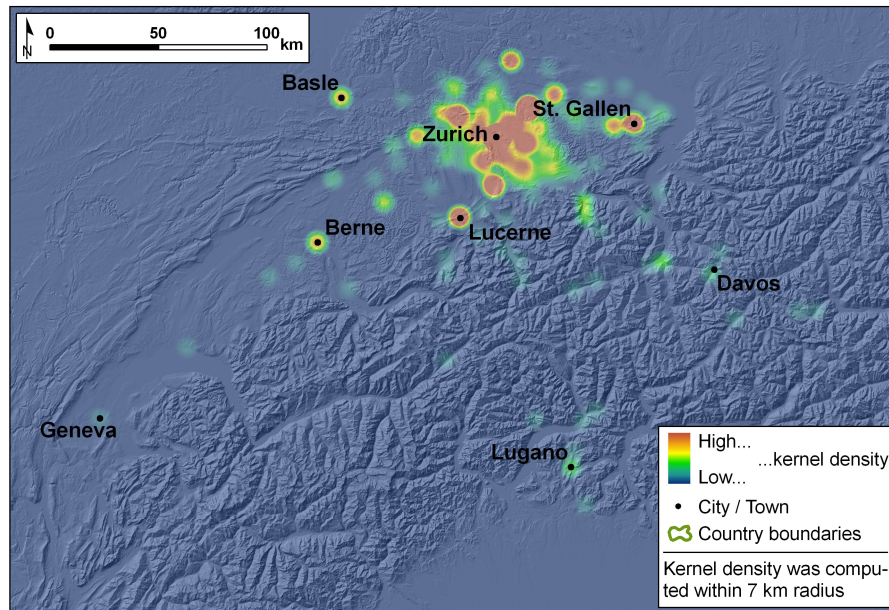 0 50 100
km
N
Basle
St. Gallen
Zurich
Berne
Lucerne
Davos
Geneva
Lugano
High...
...kernel density
Low...
City / Town
Country boundaries
Kernel density was compu-
ted within 7 km radius